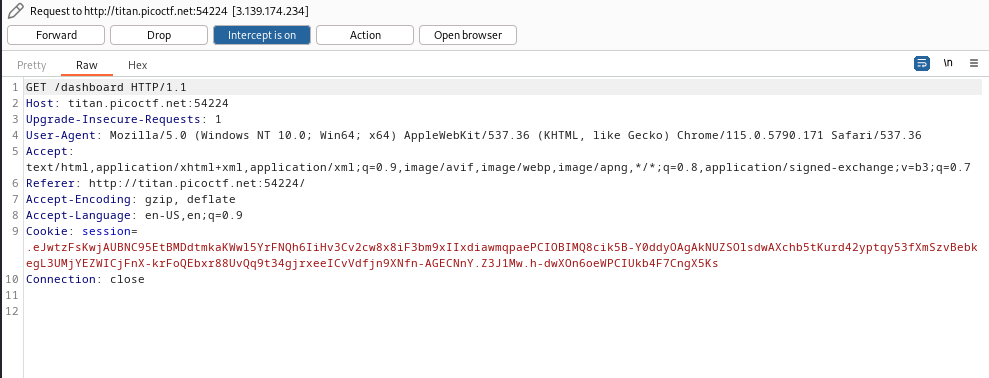 Request to http://titan.picoctf.net:54224 [3.139.174.234]
Forward Drop Intercept is on Action Open browser
Pretty Raw Hex \n
1 GET /dashboard HTTP/1.1
2 Host: titan.picoctf.net:54224
3 Upgrade-Insecure-Requests: 1
4 User-Agent: Mozilla/5.0 (Windows NT 10.0; Win64; x64) AppleWebKit/537.36 (KHTML, like Gecko) Chrome/115.0.5790.171 Safari/537.36
5 Accept:
text/html,application/xhtml+xml,application/xml;q=0.9,image/avif,image/webp,image/apng,*/*;q=0.8,application/signed-exchange;v=b3;q=0.7
6 Referer: http://titan.picoctf.net:54224/
7 Accept-Encoding: gzip, deflate
8 Accept-Language: en-US,en;q=0.9
9 Cookie: session=
.eJwtzFsKwjAUBNC95EtBMDdtmkaKWwl5YrFNQh6IiHv3Cv2cw8x8iF3bm9xIIxdiawmqpaePCIOBIMQ8cik5B-Y0ddyOAgAkNUZSOlsdwAXchb5tKurd42yptqy53fXmSzvBebk
egL3UMjYEZWICjFnX-krFoQEbxr88UvQq9t34gjrxeeICvVdfjn9XNfn-AGECNnY.Z3J1Mw.h-dwXOn6oeWPCIUkb4F7CngX5Ks
10 Connection: close
11
12